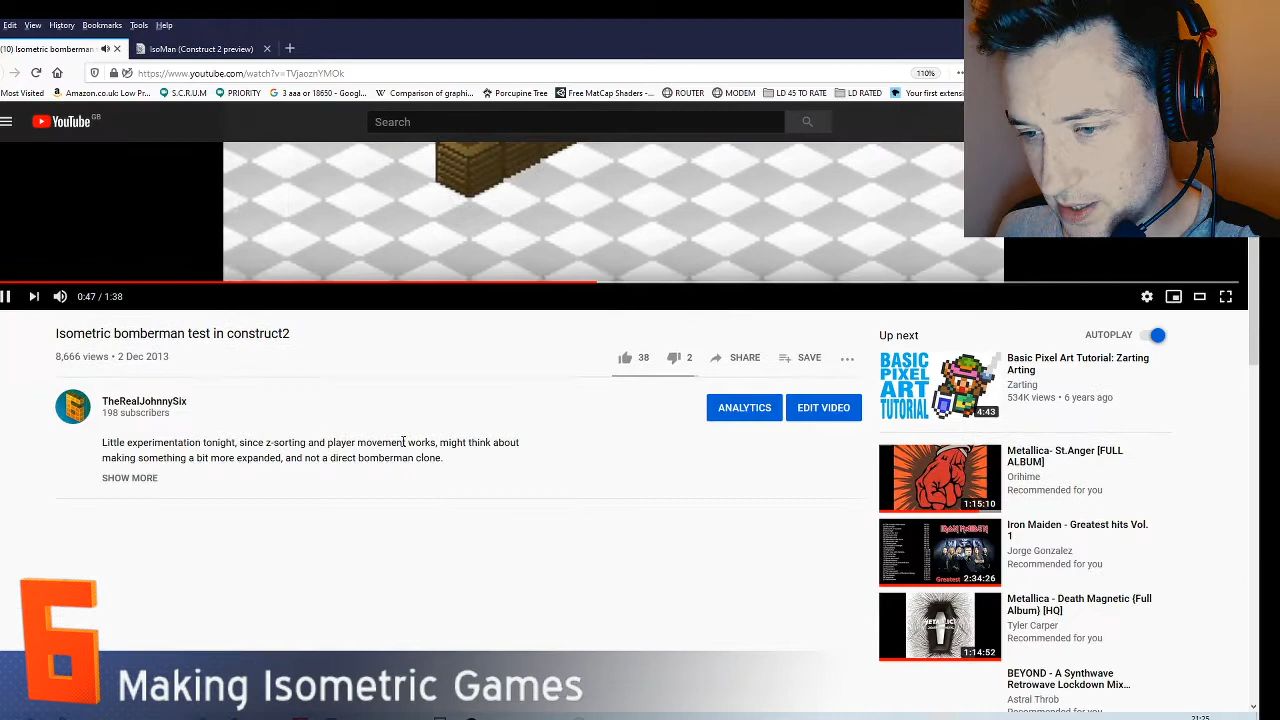 Edit View History Bookmarks Tools Help
(10) Isometric bomberman IsoMan (Construct 2 preview)
https://www.youtube.com/watch?v=TVjaoznYMOk 110%
Most Visited Amazon.co.uk: Low Pr... S.C.R.U.M PRIORITY 3 aaa or 18650 - Googl... Comparison of graphi... Porcupine Tree Free MatCap Shaders -... ROUTER MODEM LD 45 TO RATE LD RATED Your first extensi
YouTube GB Search
0:47 / 1:38
Isometric bomberman test in construct2
8,666 views • 2 Dec 2013
38 2 SHARE SAVE
TheRealJohnnySix
198 subscribers
ANALYTICS EDIT VIDEO
Little experimentation tonight, since z-sorting and player movement works, might think about
making something a bit more expanded, and not a direct bomberman clone.
SHOW MORE
Up next AUTOPLAY
BASIC
PIXEL
ART
TUTORIAL
4:43
Basic Pixel Art Tutorial: Zarting
Arting
Zarting
534K views • 6 years ago
1:15:10
Metallica- St.Anger [FULL
ALBUM]
Orihime
Recommended for you
2:34:26
Iron Maiden - Greatest hits Vol.
1
Jorge Gonzalez
Recommended for you
1:14:52
Metallica - Death Magnetic {Full
Album} [HQ]
Tyler Carper
Recommended for you
BEYOND - A Synthwave
Retrowave Lockdown Mix...
Astral Throb
Recommended for you
6
Making Isometric Games
21:25